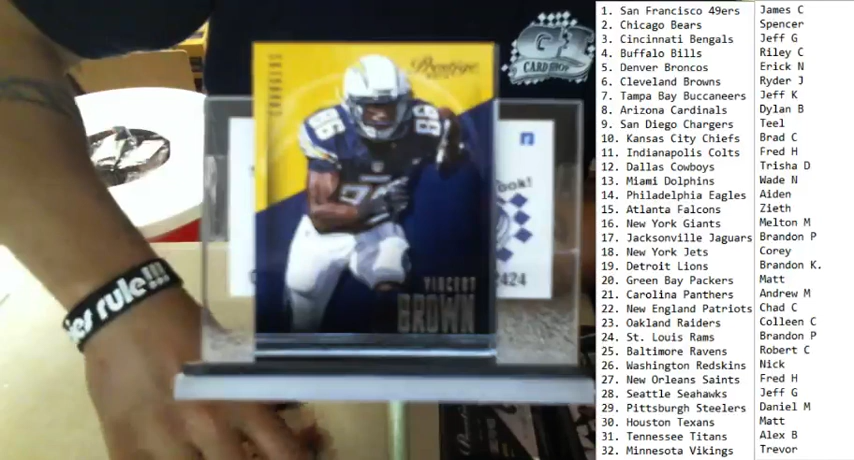 1. San Francisco 49ers James C
2. Chicago Bears Spencer
3. Cincinnati Bengals Jeff G
4. Buffalo Bills Riley C
5. Denver Broncos Erick N
6. Cleveland Browns Ryder J
7. Tampa Bay Buccaneers Jeff K
8. Arizona Cardinals Dylan B
9. San Diego Chargers Teel
10. Kansas City Chiefs Brad C
11. Indianapolis Colts Fred H
12. Dallas Cowboys Trisha D
13. Miami Dolphins Wade N
14. Philadelphia Eagles Aiden
15. Atlanta Falcons Zieth
16. New York Giants Melton M
17. Jacksonville Jaguars Brandon P
18. New York Jets Corey
19. Detroit Lions Brandon K.
20. Green Bay Packers Matt
21. Carolina Panthers Andrew M
22. New England Patriots Chad C
23. Oakland Raiders Colleen C
24. St. Louis Rams Brandon P
25. Baltimore Ravens Robert C
26. Washington Redskins Nick
27. New Orleans Saints Fred H
28. Seattle Seahawks Jeff G
29. Pittsburgh Steelers Daniel M
30. Houston Texans Matt
31. Tennessee Titans Alex B
32. Minnesota Vikings Trevor
CHARGERS
Prestige
86
86
VINCENT
BROWN
CARD SHOP
2424
rule!!!